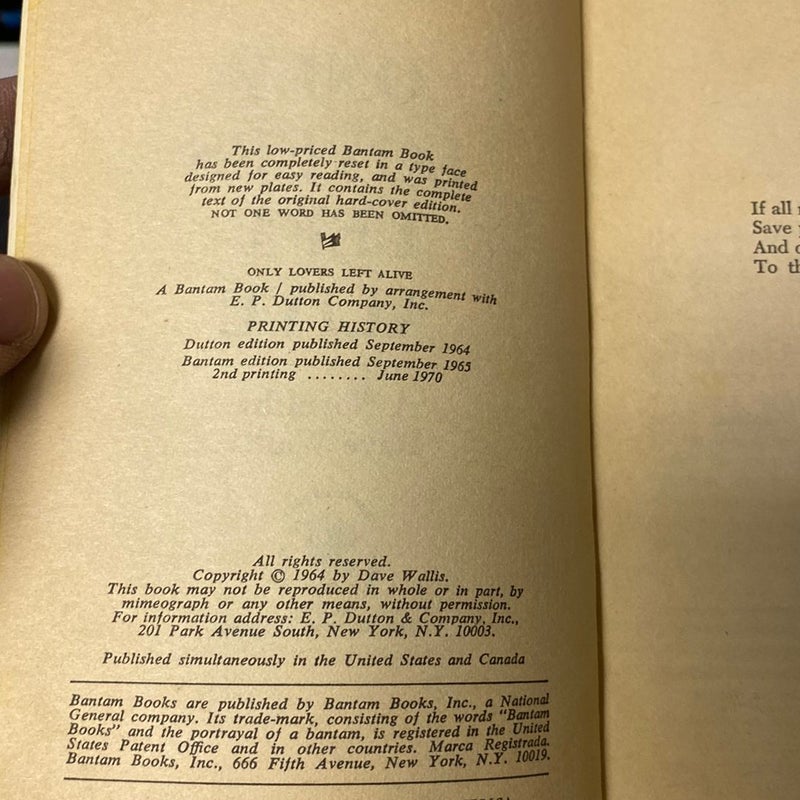 This low-priced Bantam Book
has been completely reset in a type face
designed for easy reading, and was printed
from new plates. It contains the complete
text of the original hard-cover edition.
NOT ONE WORD HAS BEEN OMITTED.
ONLY LOVERS LEFT ALIVE
A Bantam Book / published by arrangement with
E. P. Dutton Company, Inc.
PRINTING HISTORY
Dutton edition published September 1964
Bantam edition published September 1965
2nd printing ........ June 1970
All rights reserved.
Copyright © 1964 by Dave Wallis.
This book may not be reproduced in whole or in part, by
mimeograph or any other means, without permission.
For information address: E. P. Dutton & Company, Inc.,
201 Park Avenue South, New York, N.Y. 10003.
Published simultaneously in the United States and Canada
Bantam Books are published by Bantam Books, Inc., a National
General company. Its trade-mark, consisting of the words "Bantam
Books" and the portrayal of a bantam, is registered in the United
States Patent Office and in other countries. Marca Registrada.
Bantam Books, Inc., 666 Fifth Avenue, New York, N.Y. 10019.
If all
Save
And
To